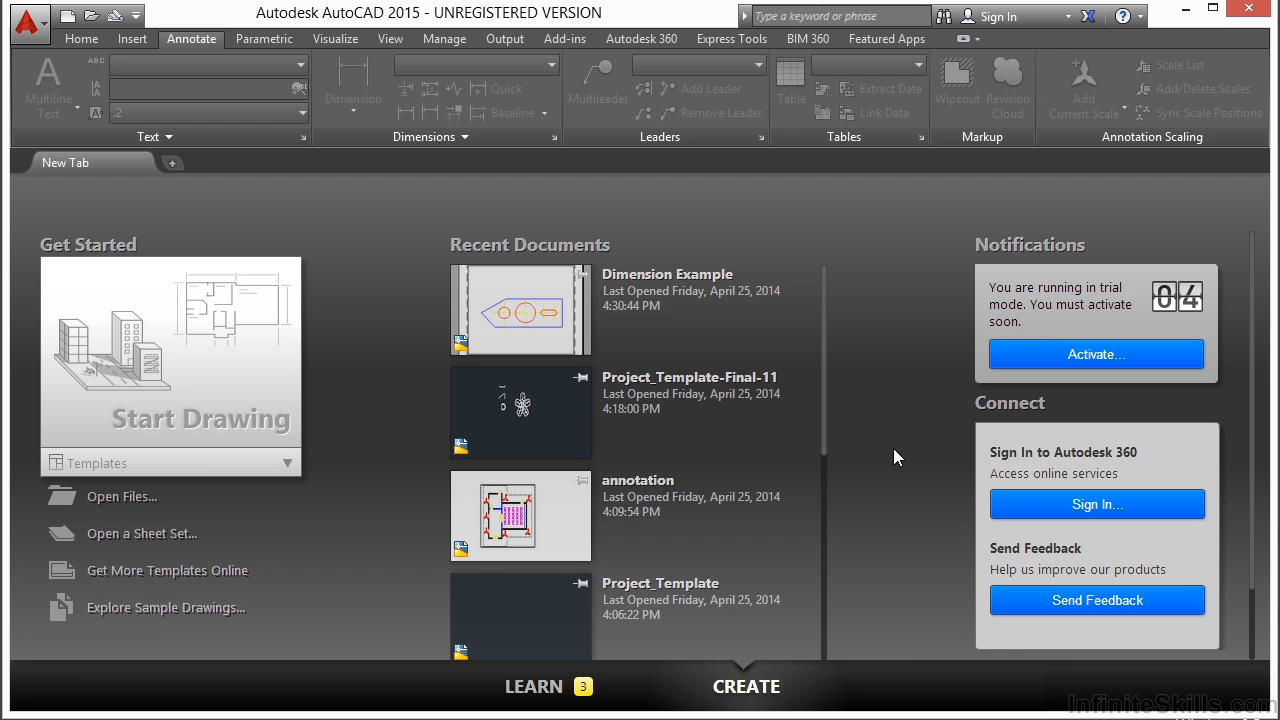 Autodesk AutoCAD 2015 - UNREGISTERED VERSION
Type a keyword or phrase
Sign In
Home Insert Annotate Parametric Visualize View Manage Output Add-ins Autodesk 360 Express Tools BIM 360 Featured Apps
A
Multiline
Text
ABC
.2
Text
Dimension
Quick
Baseline
Dimensions
Multileader
Add Leader
Remove Leader
Leaders
Table
Extract Data
Link Data
Tables
Wipeout
Revision
Cloud
Markup
Add
Current Scale
Scale List
Add/Delete Scales
Sync Scale Positions
Annotation Scaling
New Tab
Get Started
Start Drawing
Templates
Open Files...
Open a Sheet Set...
Get More Templates Online
Explore Sample Drawings...
Recent Documents
Dimension Example
Last Opened Friday, April 25, 2014
4:30:44 PM
Project_Template-Final-11
Last Opened Friday, April 25, 2014
4:18:00 PM
annotation
Last Opened Friday, April 25, 2014
4:09:54 PM
Project_Template
Last Opened Friday, April 25, 2014
4:06:22 PM
Notifications
You are running in trial
mode. You must activate
soon.
04
Activate...
Connect
Sign In to Autodesk 360
Access online services
Sign In...
Send Feedback
Help us improve our products
Send Feedback
LEARN 3
CREATE
InfiniteSkills.com